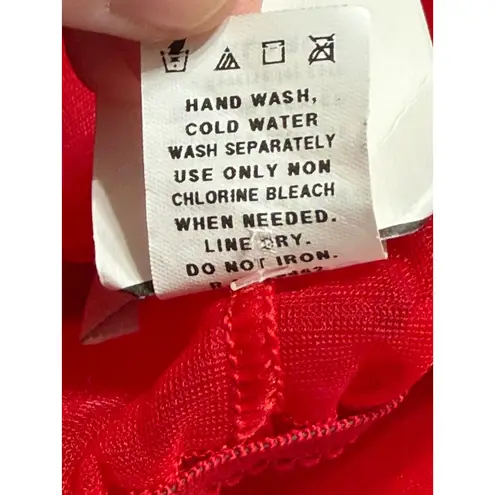 HAND WASH,
COLD WATER
WASH SEPARATELY
USE ONLY NON
CHLORINE BLEACH
WHEN NEEDED.
LINE DRY.
DO NOT IRON.